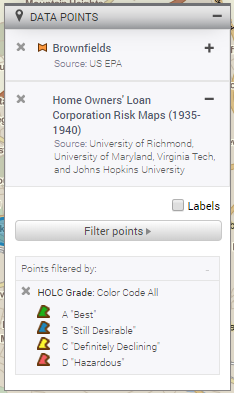 DATA POINTS
Brownfields
Source: US EPA
Home Owners' Loan
Corporation Risk Maps (1935-
1940)
Source: University of Richmond,
University of Maryland, Virginia Tech,
and Johns Hopkins University
Labels
Filter points
Points filtered by:
HOLC Grade: Color Code All
A "Best"
B "Still Desirable"
C "Definitely Declining"
D "Hazardous"